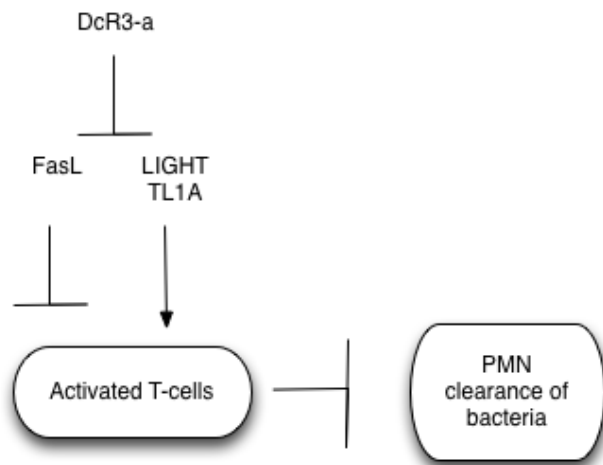 DcR3-a
FasL
LIGHT
TL1A
Activated T-cells
PMN
clearance of
bacteria